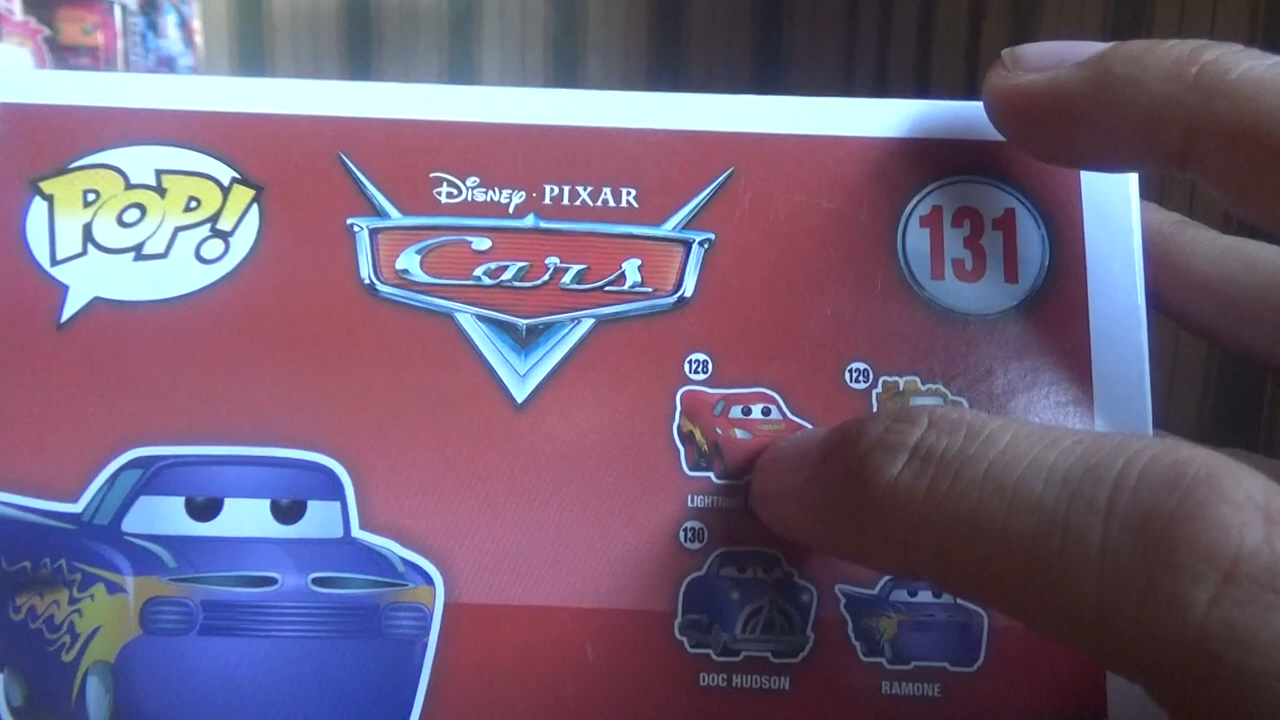 POP!
Disney · PIXAR
Cars
131
128
129
130
DOC HUDSON
RAMONE